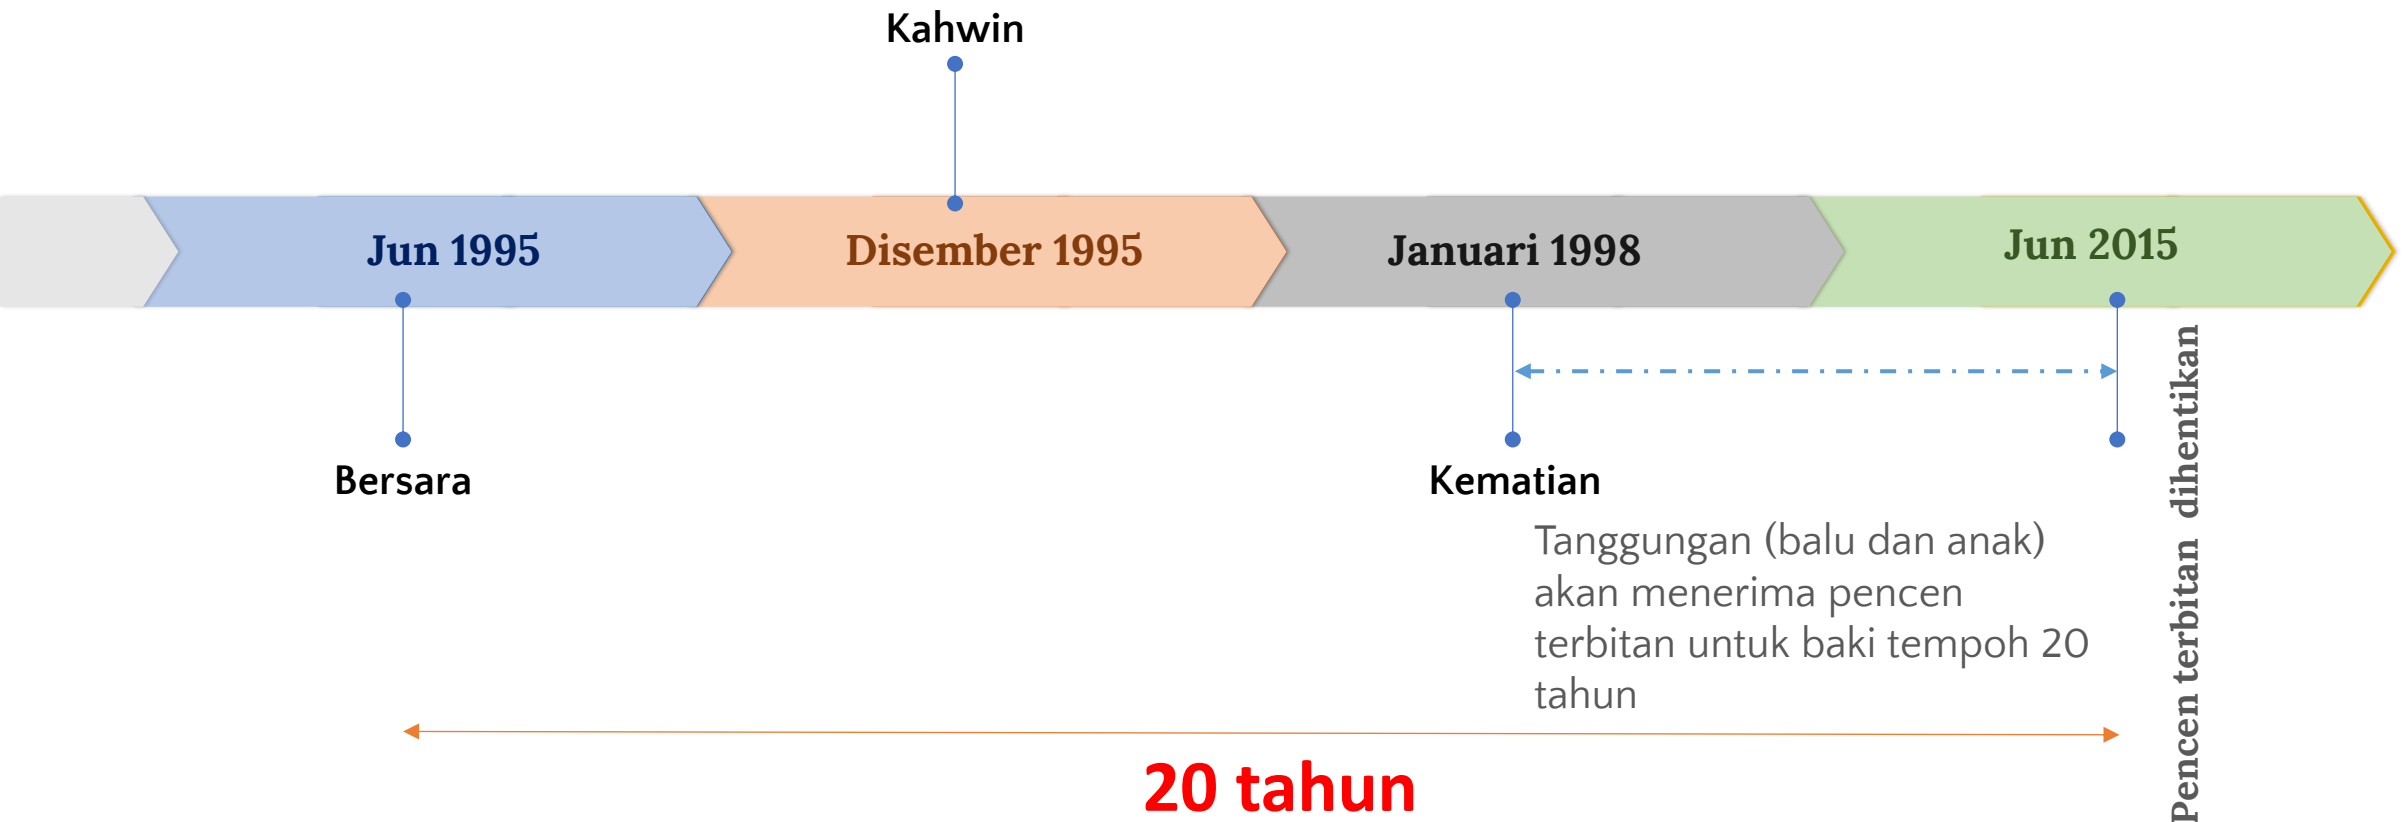 Kahwin
Jun 1995
Disember 1995
Januari 1998
Jun 2015
Bersara
Kematian
Tanggungan (balu dan anak)
akan menerima pencen
terbitan untuk baki tempoh 20
tahun
Pencen terbitan dihentikan
20 tahun